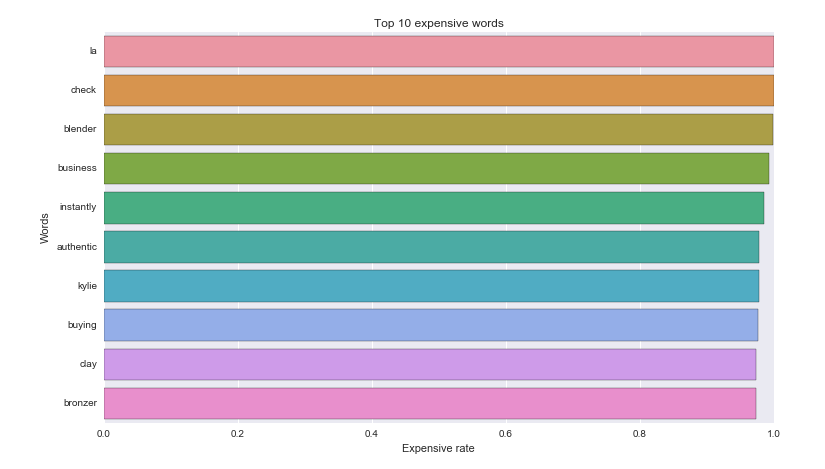 Top 10 expensive words
Words
la
check
blender
business
instantly
authentic
kylie
buying
clay
bronzer
0.0 0.2 0.4 0.6 0.8 1.0
Expensive rate